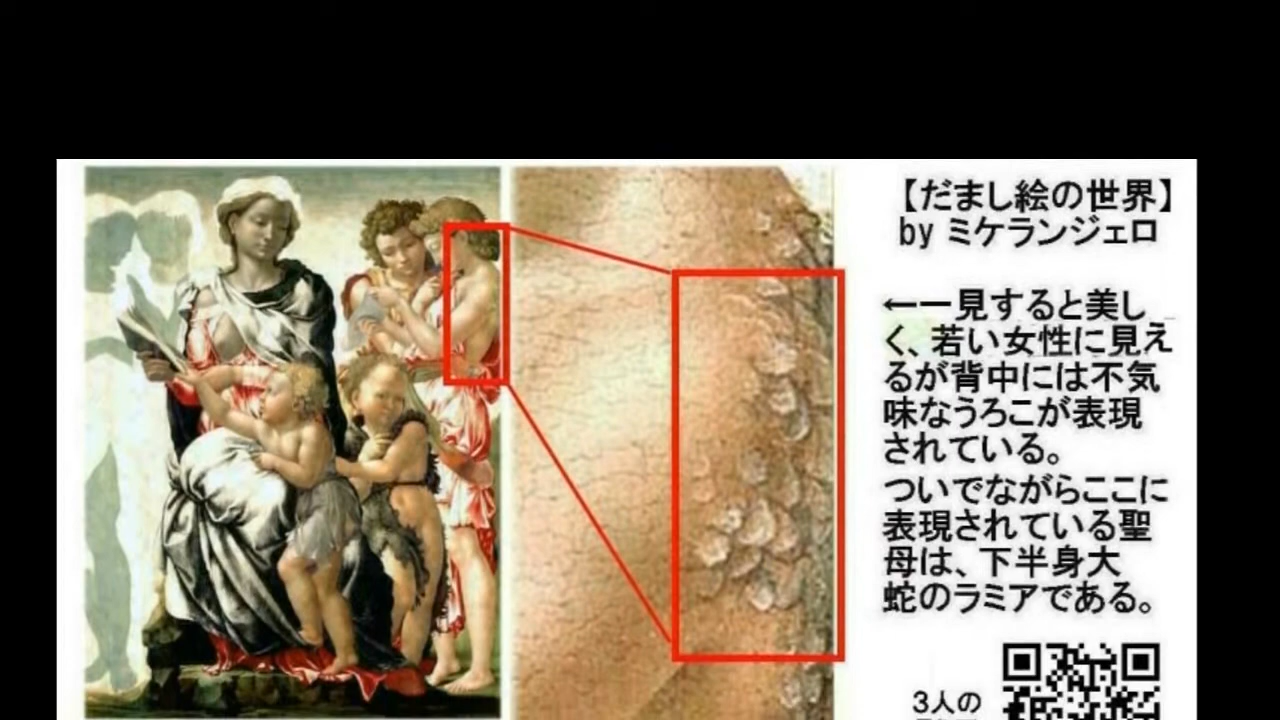 【だまし絵の世界】
by ミケランジェロ
←一見すると美し
く、若い女性に見え
るが背中には不気
味なうろこが表現
されている。
ついでながらここに
表現されている聖
母は、下半身大
蛇のラミアである。
3人の